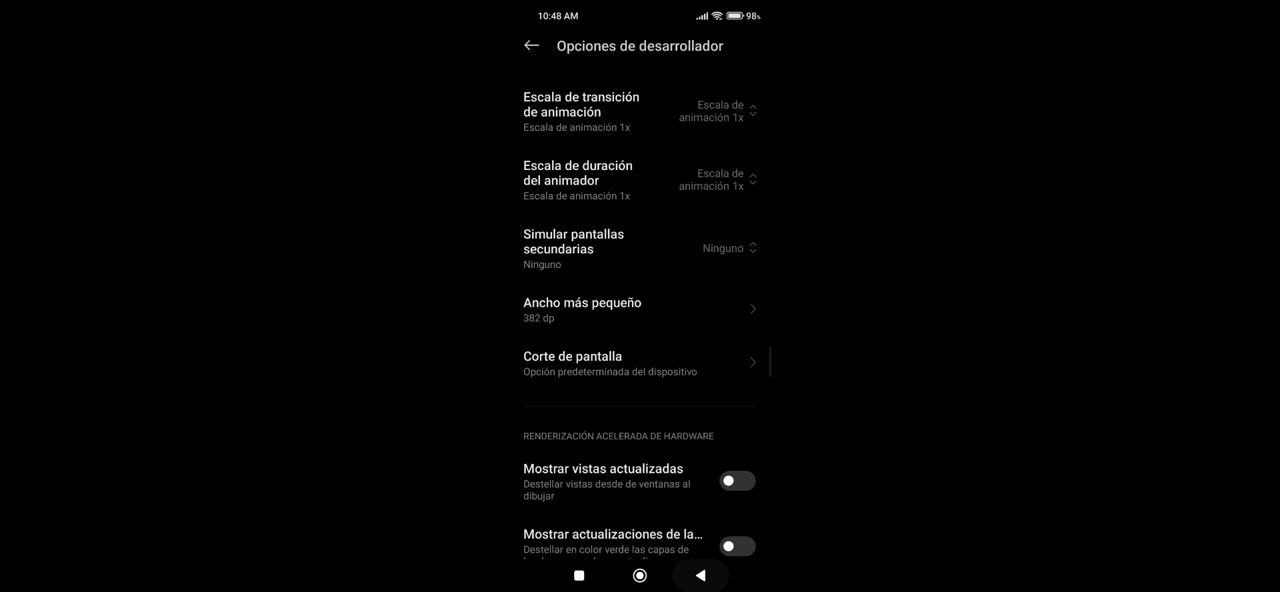 10:48 AM
98%
Opciones de desarrollador
Escala de transición
de animación
Escala de animación 1x
Escala de
animación 1x
Escala de duración
del animador
Escala de animación 1x
Escala de
animación 1x
Simular pantallas
secundarias
Ninguno
Ninguno
Ancho más pequeño
382 dp
Corte de pantalla
Opción predeterminada del dispositivo
RENDERIZACIÓN ACELERADA DE HARDWARE
Mostrar vistas actualizadas
Destellar vistas desde de ventanas al
dibujar
Mostrar actualizaciones de la...
Destellar en color verde las capas de